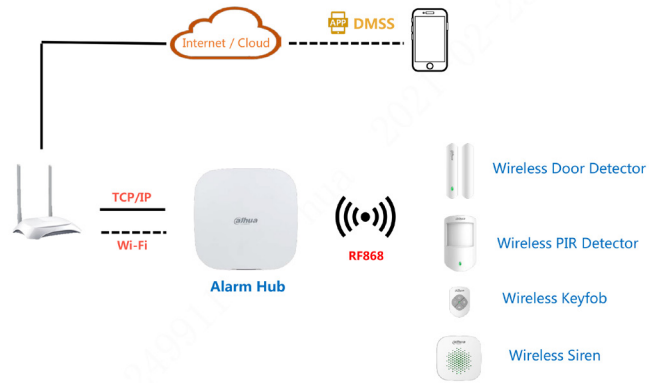 Internet / Cloud
APP DMSS
TCP/IP
Wi-Fi
alhua
Alarm Hub
RF868
Wireless Door Detector
Wireless PIR Detector
Wireless Keyfob
Wireless Siren